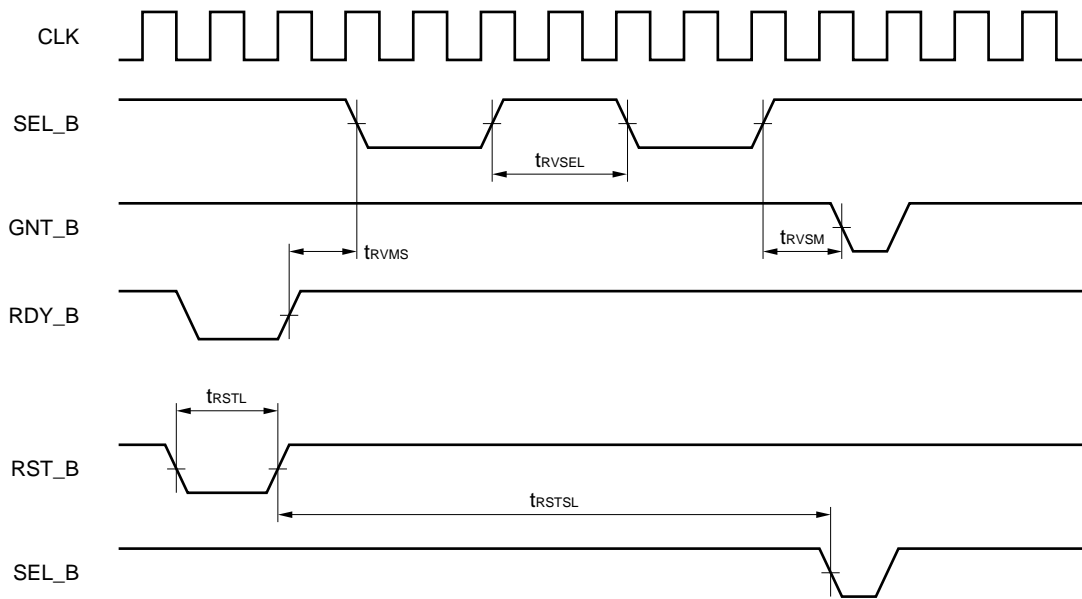 CLK
SEL_B
tRVSEL
GNT_B
tRVMS
tRVSM
RDY_B
tRSTL
RST_B
tRSTSL
SEL_B